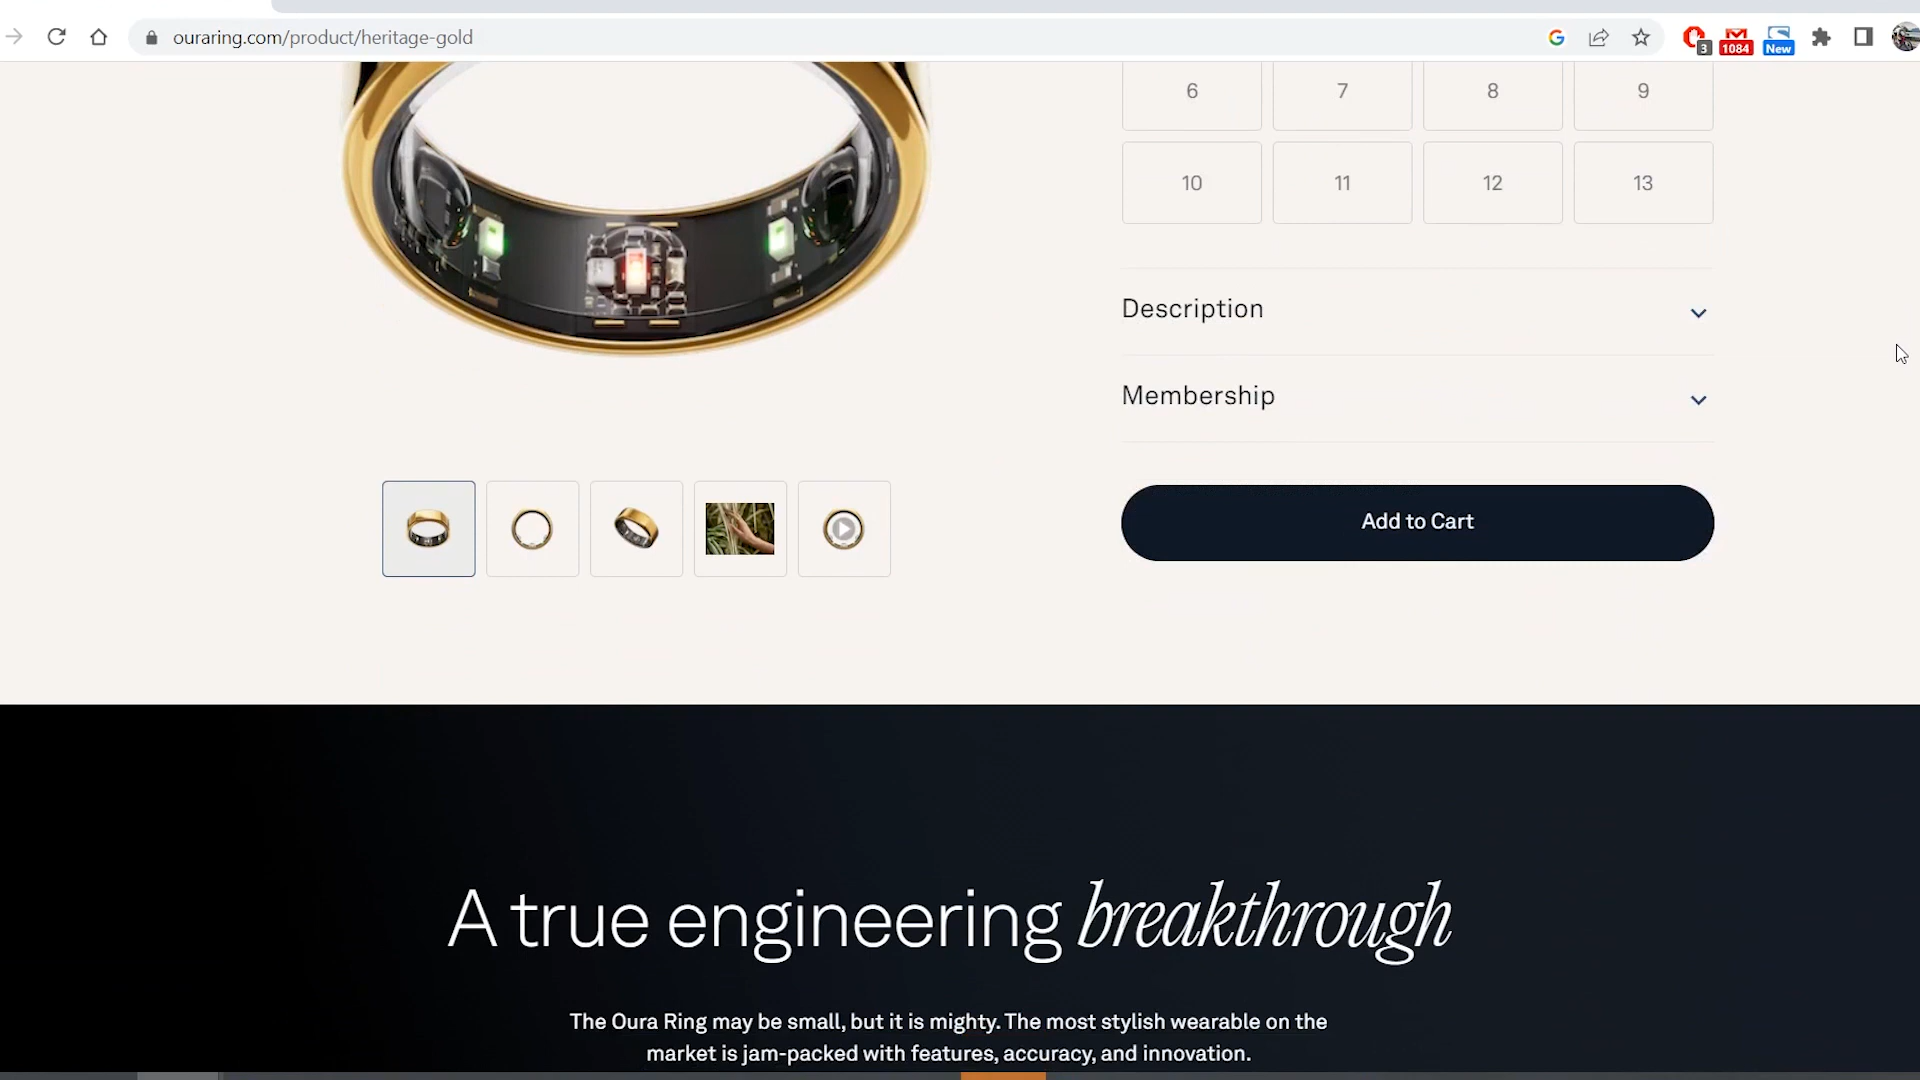 ouraring.com/product/heritage-gold
3
1084
New
6
7
8
9
10
11
12
13
Description
Membership
Add to Cart
A true engineering breakthrough
The Oura Ring may be small, but it is mighty. The most stylish wearable on the
market is jam-packed with features, accuracy, and innovation.